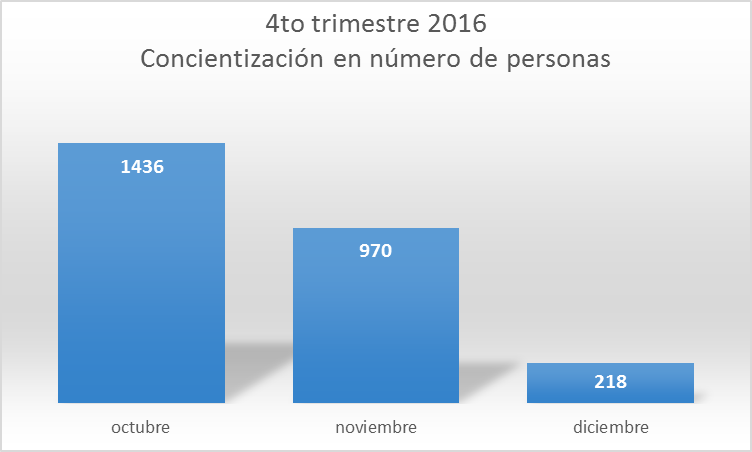 4to trimestre 2016
Concientización en número de personas
1436
970
218
octubre
noviembre
diciembre